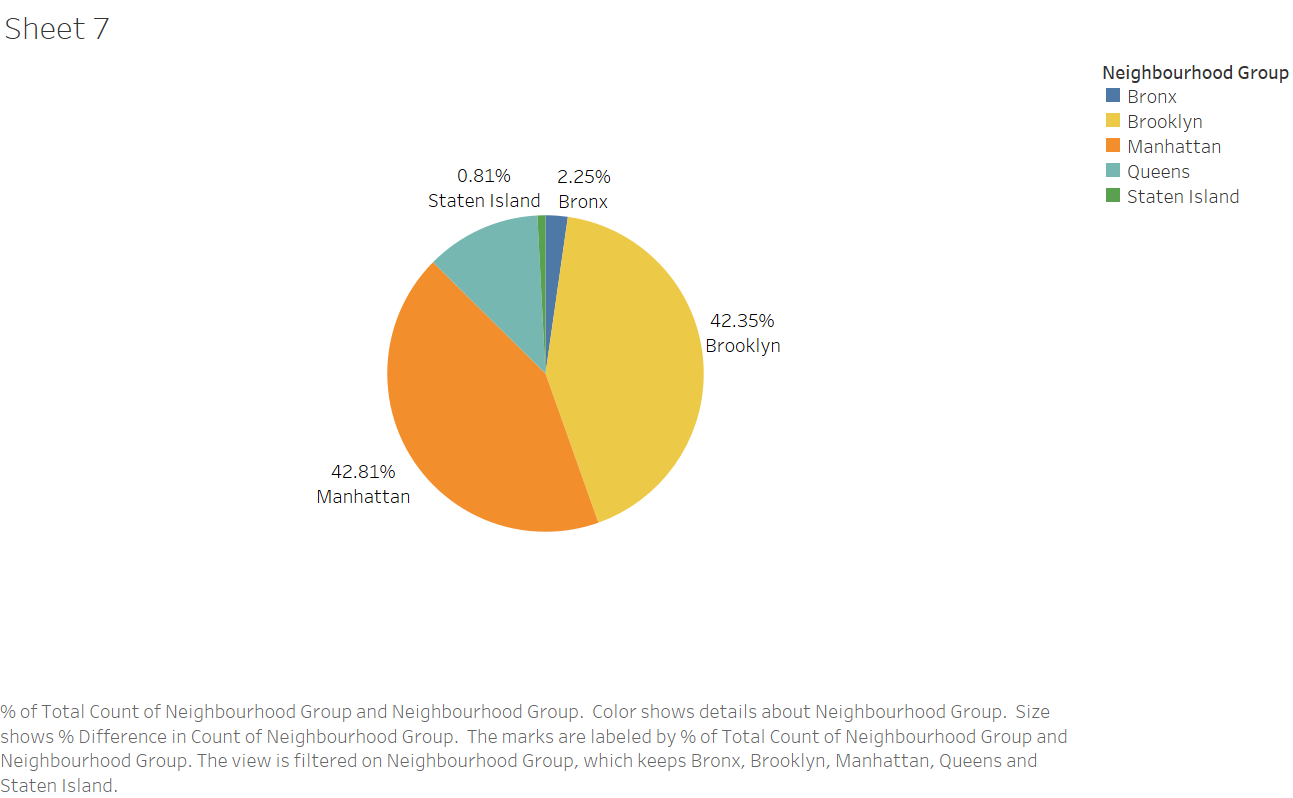 Sheet 7
Neighbourhood Group
Bronx
Brooklyn
Manhattan
Queens
Staten Island
0.81%
Staten Island
2.25%
Bronx
42.35%
Brooklyn
42.81%
Manhattan
% of Total Count of Neighbourhood Group and Neighbourhood Group.  Color shows details about Neighbourhood Group.  Size
shows % Difference in Count of Neighbourhood Group.  The marks are labeled by % of Total Count of Neighbourhood Group and
Neighbourhood Group. The view is filtered on Neighbourhood Group, which keeps Bronx, Brooklyn, Manhattan, Queens and
Staten Island.